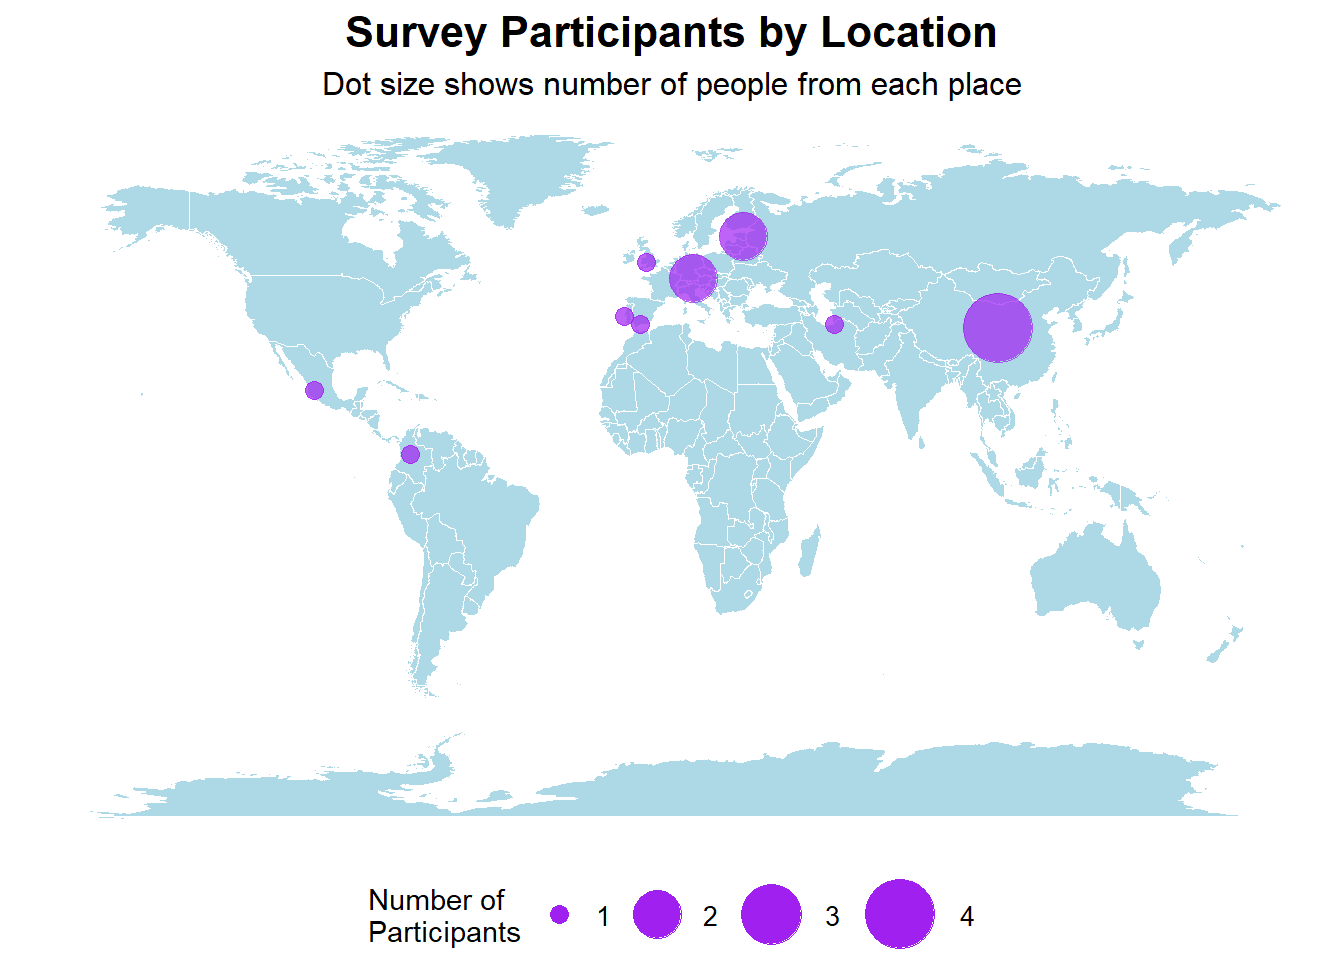 Survey Participants by Location
Dot size shows number of people from each place
Number of
Participants
1 2 3 4